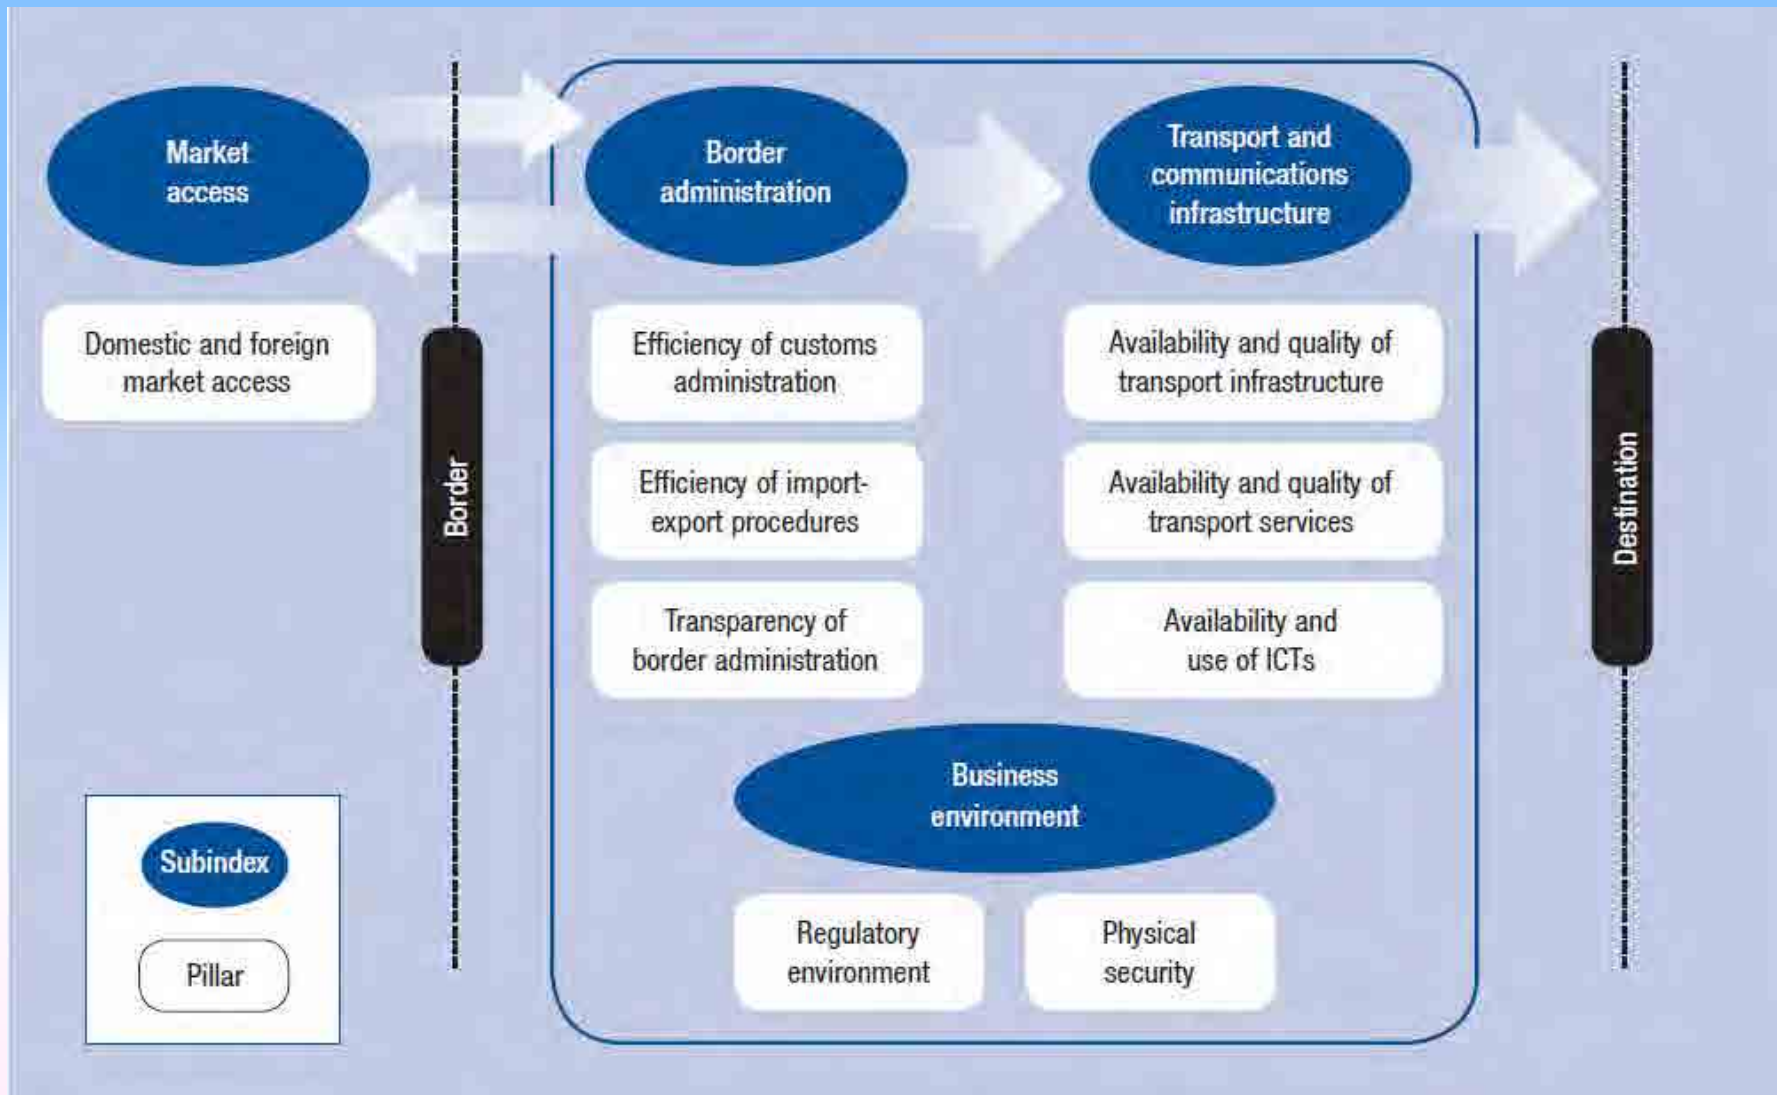 Market
access
Domestic and foreign
market access
Border
Border
administration
Efficiency of customs
administration
Efficiency of import-
export procedures
Transparency of
border administration
Transport and
communications
infrastructure
Availability and quality of
transport infrastructure
Availability and quality of
transport services
Availability and
use of ICTs
Business
environment
Regulatory
environment
Physical
security
Destination
Subindex
Pillar